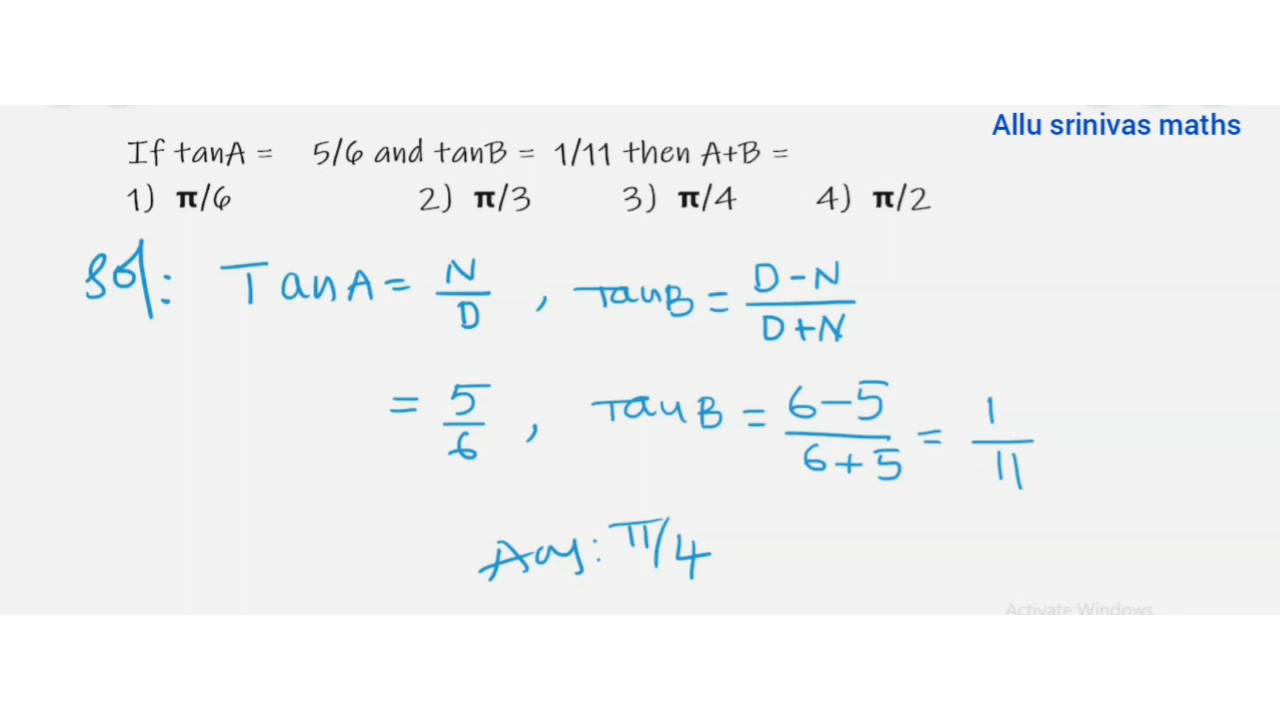 Allu srinivas maths
If tanA = 5/6 and tanB = 1/11 then A+B =
1) π/6 2) π/3 3) π/4 4) π/2
Sol: TanA = N/D , TanB = D-N/D+N
= 5/6 , TanB = 6-5/6+5 = 1/11
Ans: π/4
Activate Windows